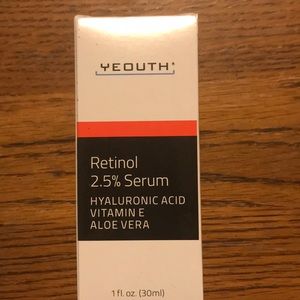 YEOUTH®
Retinol
2.5% Serum
HYALURONIC ACID
VITAMIN E
ALOE VERA
1 fl. oz. (30ml)